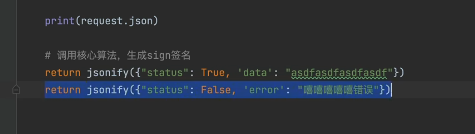 print(request.json)
# 调用核心算法，生成sign签名
return jsonify({"status": True, 'data': "asdfasdfasdfasdf"})
return jsonify({"status": False, 'error': "嘻嘻嘻嘻嘻错误"})